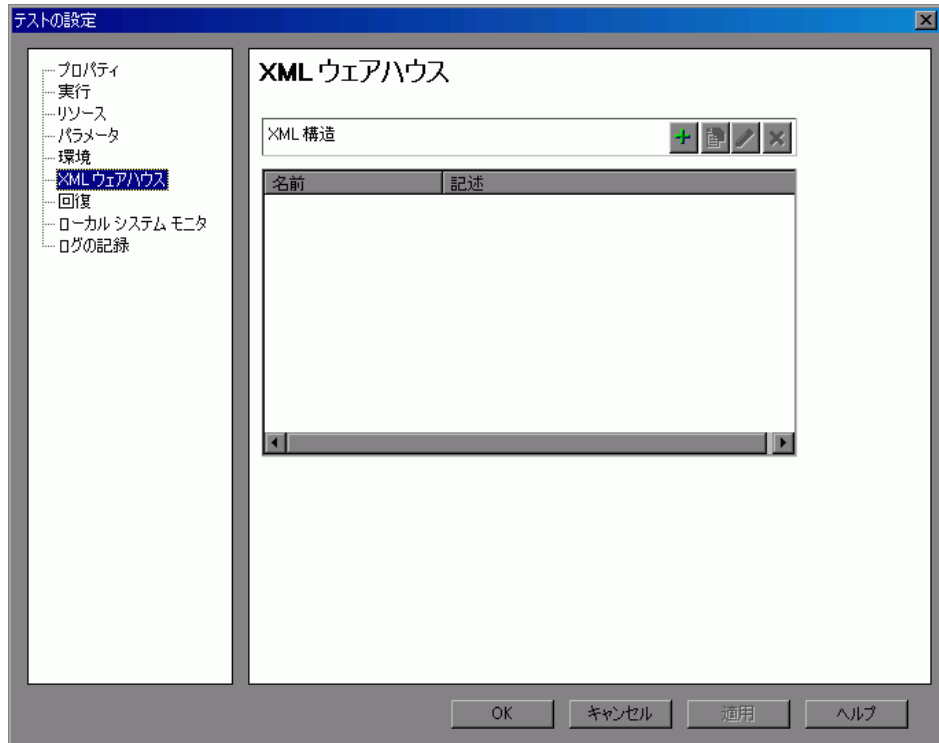 テストの設定
プロパティ
実行
リソース
パラメータ
環境
XML ウェアハウス
回復
ローカル システム モニタ
ログの記録
XML ウェアハウス
XML 構造
名前
記述
OK
キャンセル
適用
ヘルプ